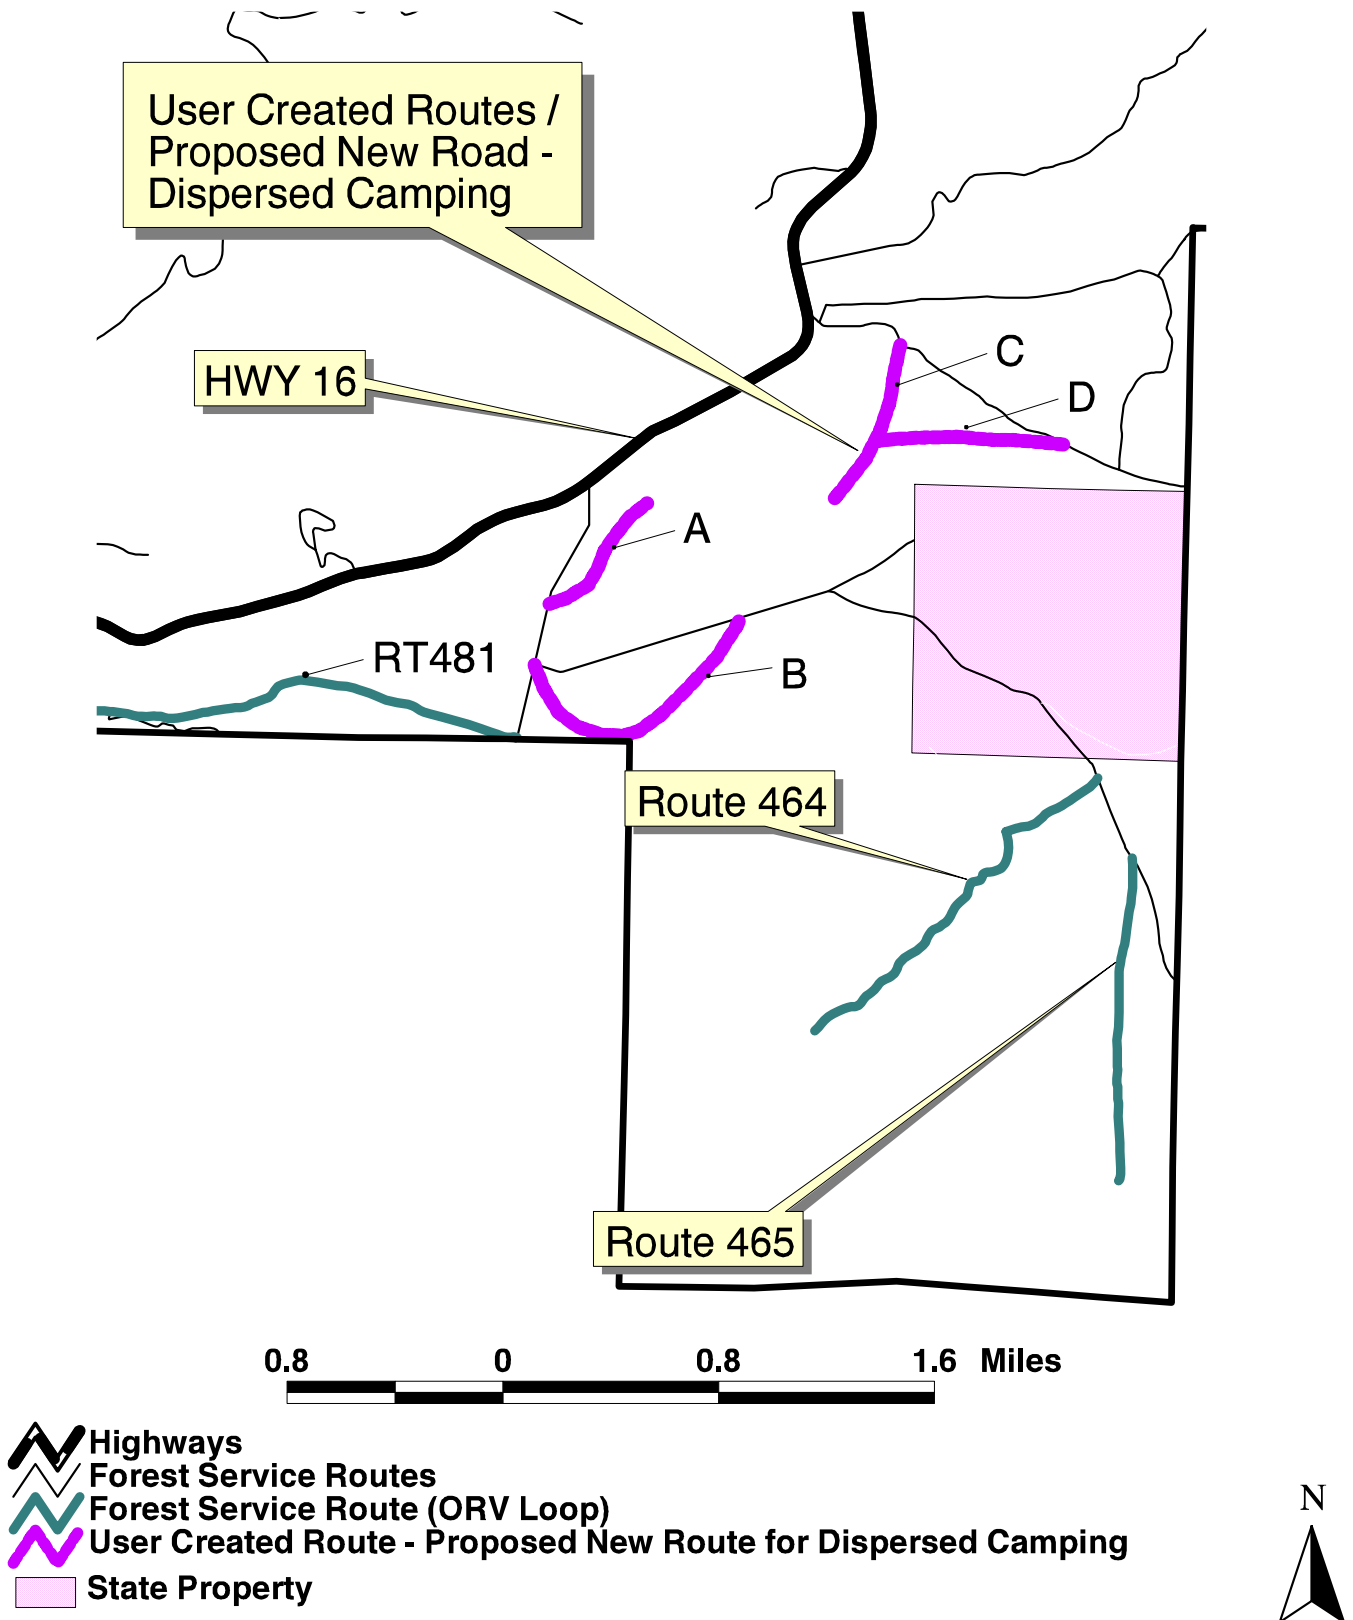 User Created Routes /
Proposed New Road -
Dispersed Camping
HWY 16
C
D
A
RT481
B
Route 464
Route 465
0.8 0 0.8 1.6 Miles
Highways
Forest Service Routes
Forest Service Route (ORV Loop)
User Created Route - Proposed New Route for Dispersed Camping
State Property
N